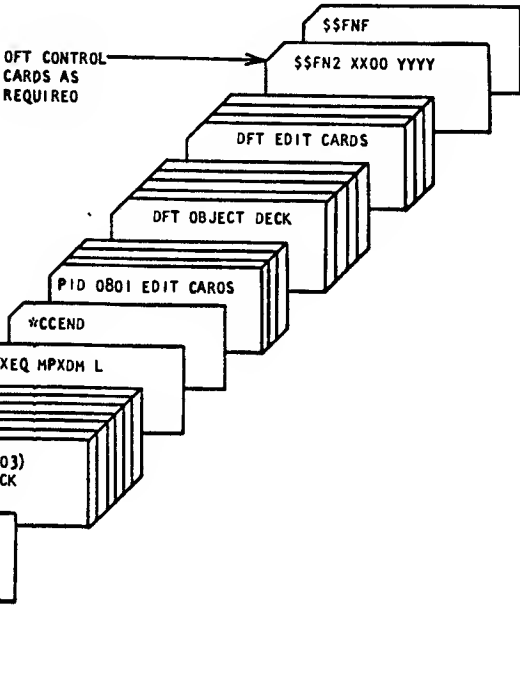 $$FNF
OFT CONTROL
CARDS AS
REQUIREO
$$FN2 XX00 YYYY
DFT EDIT CARDS
DFT OBJECT DECK
PID 0801 EDIT CAROS
*CCEND
XEQ MPXDM L
03)
CK